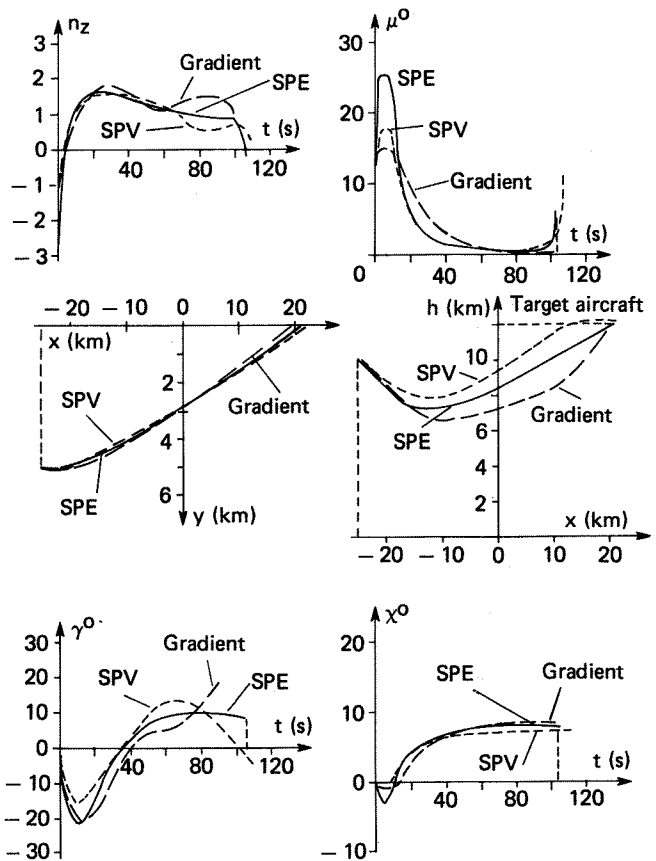 n_z
3
2
1
0
− 1
− 2
− 3
Gradient
SPE
SPV
t (s)
40
80
120
μ°
30
20
10
0
SPE
SPV
Gradient
t (s)
40
80
120
− 20
− 10
0
10
20
x (km)
2
4
6
SPV
Gradient
SPE
y (km)
h (km)
Target aircraft
10
8
6
4
2
SPV
SPE
Gradient
x (km)
− 20
− 10
0
10
20
γ°
30
20
10
0
− 10
− 20
− 30
SPV
Gradient
SPE
t (s)
40
80
120
χ°
20
10
0
− 10
SPE
Gradient
SPV
t (s)
40
80
120